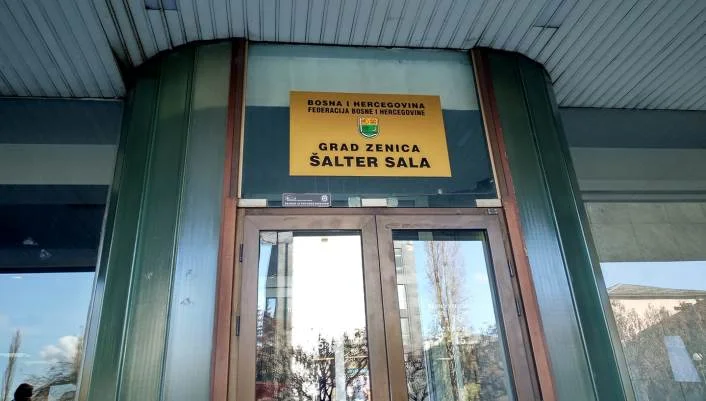 BOSNA I HERCEGOVINA
FEDERACIJA BOSNE I HERCEGOVINE
GRAD ZENICA
ŠALTER SALA